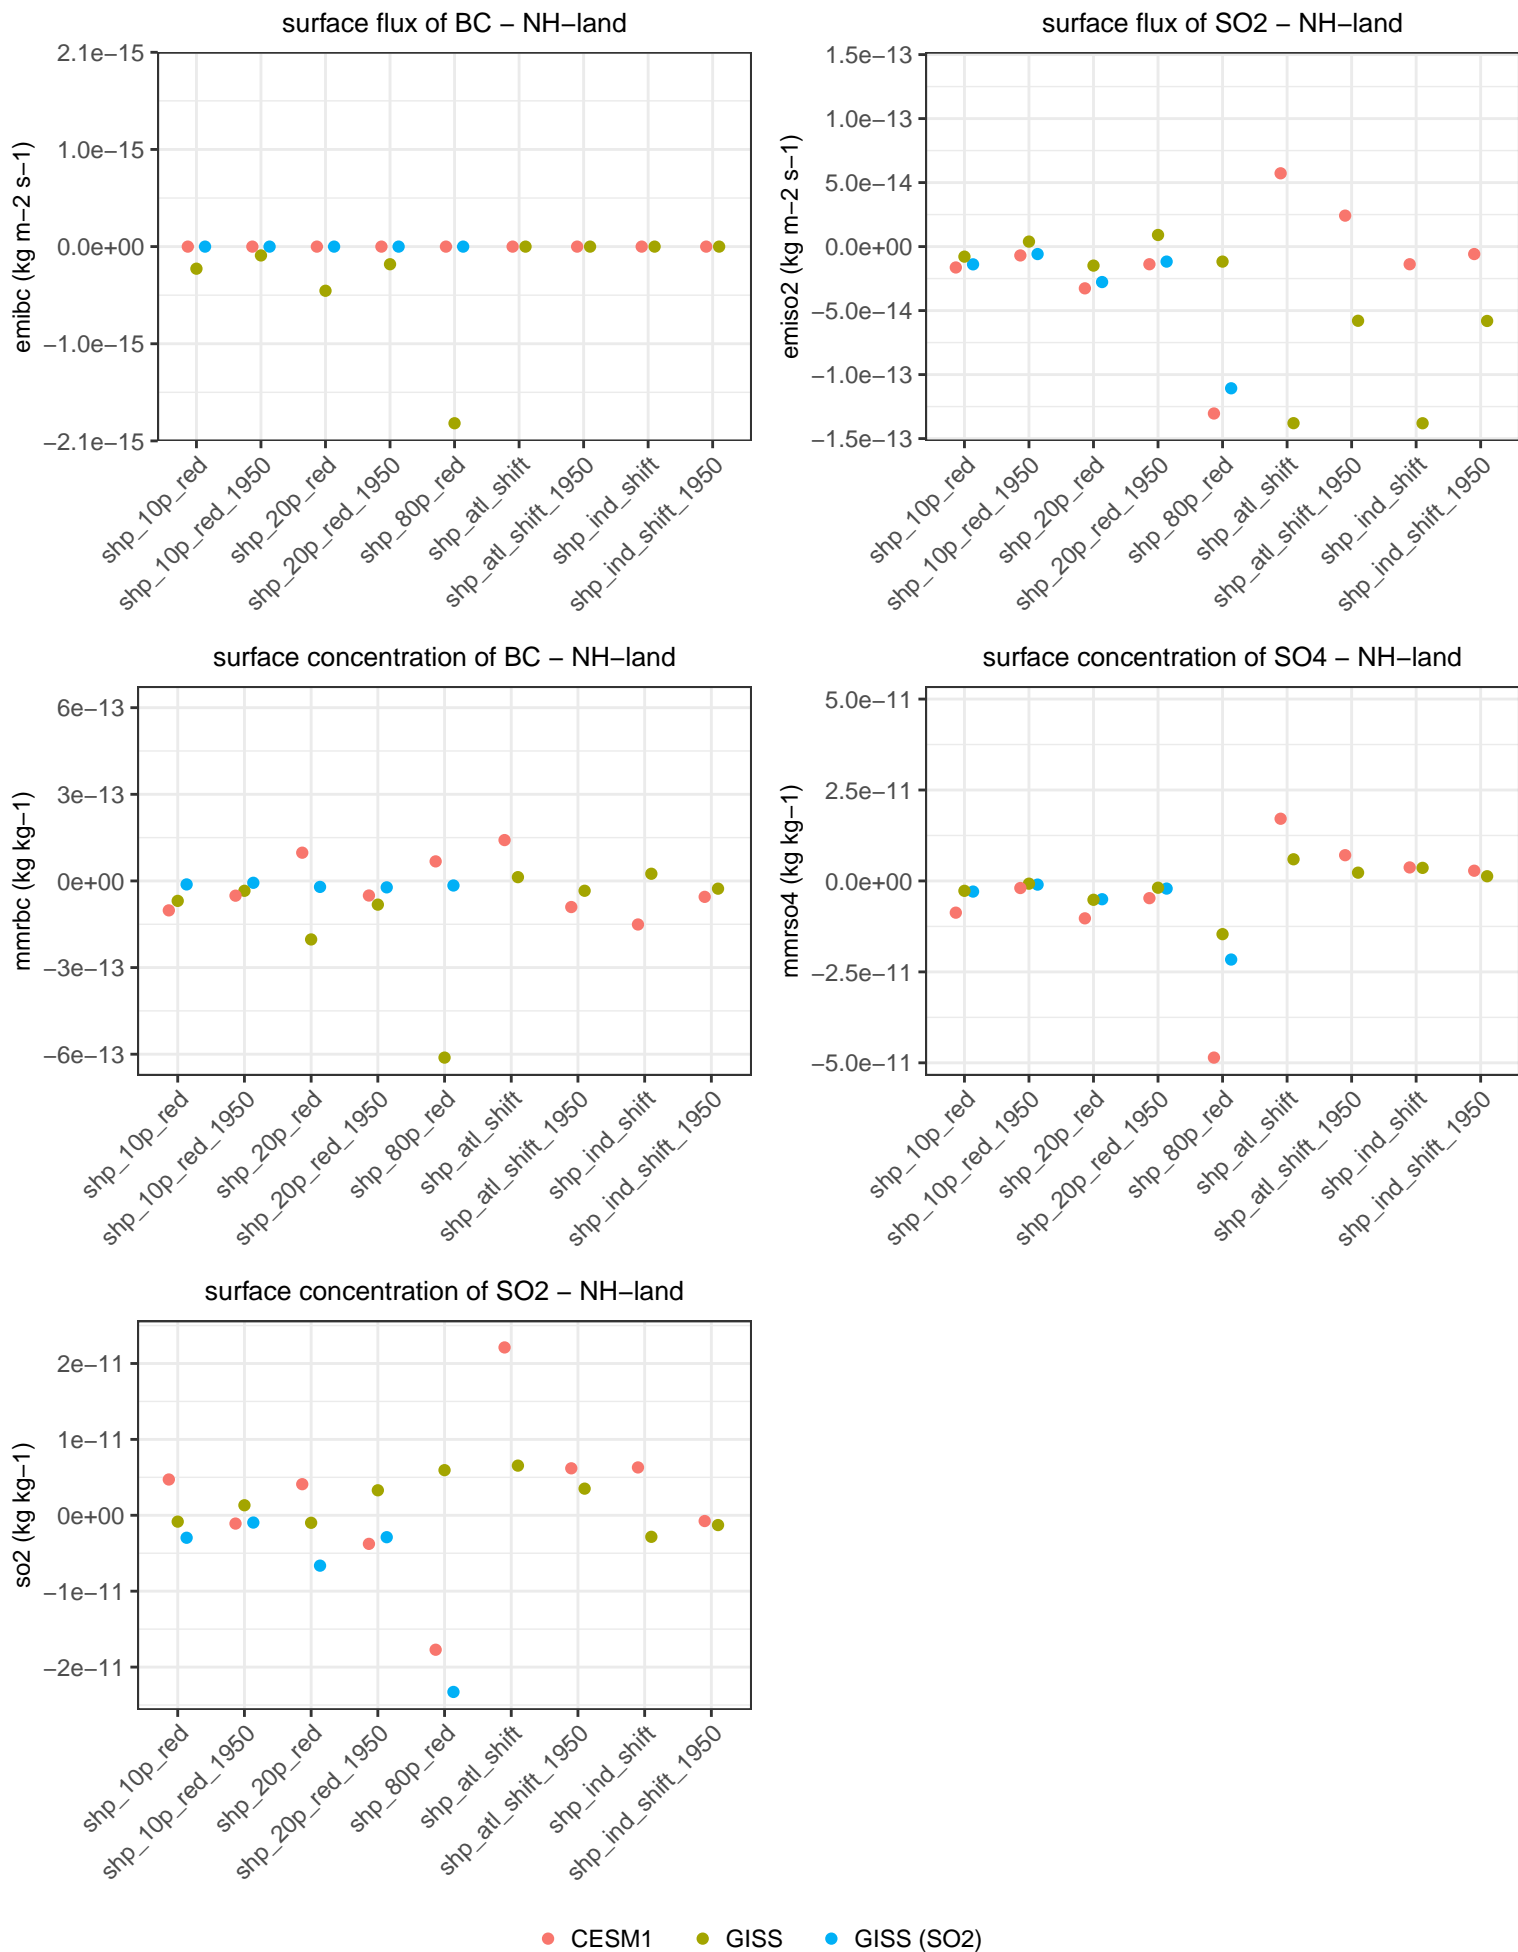 surface flux of BC − NH−land
2.1e−15
1.0e−15
0.0e+00
−1.0e−15
−2.1e−15
emibc (kg m−2 s−1)
shp_10p_red
shp_10p_red_1950
shp_20p_red
shp_20p_red_1950
shp_80p_red
shp_atl_shift
shp_atl_shift_1950
shp_ind_shift
shp_ind_shift_1950
surface flux of SO2 − NH−land
1.5e−13
1.0e−13
5.0e−14
0.0e+00
−5.0e−14
−1.0e−13
−1.5e−13
emiso2 (kg m−2 s−1)
shp_10p_red
shp_10p_red_1950
shp_20p_red
shp_20p_red_1950
shp_80p_red
shp_atl_shift
shp_atl_shift_1950
shp_ind_shift
shp_ind_shift_1950
surface concentration of BC − NH−land
6e−13
3e−13
0e+00
−3e−13
−6e−13
mmrbc (kg kg−1)
shp_10p_red
shp_10p_red_1950
shp_20p_red
shp_20p_red_1950
shp_80p_red
shp_atl_shift
shp_atl_shift_1950
shp_ind_shift
shp_ind_shift_1950
surface concentration of SO4 − NH−land
5.0e−11
2.5e−11
0.0e+00
−2.5e−11
−5.0e−11
mmrso4 (kg kg−1)
shp_10p_red
shp_10p_red_1950
shp_20p_red
shp_20p_red_1950
shp_80p_red
shp_atl_shift
shp_atl_shift_1950
shp_ind_shift
shp_ind_shift_1950
surface concentration of SO2 − NH−land
2e−11
1e−11
0e+00
−1e−11
−2e−11
so2 (kg kg−1)
shp_10p_red
shp_10p_red_1950
shp_20p_red
shp_20p_red_1950
shp_80p_red
shp_atl_shift
shp_atl_shift_1950
shp_ind_shift
shp_ind_shift_1950
CESM1
GISS
GISS (SO2)